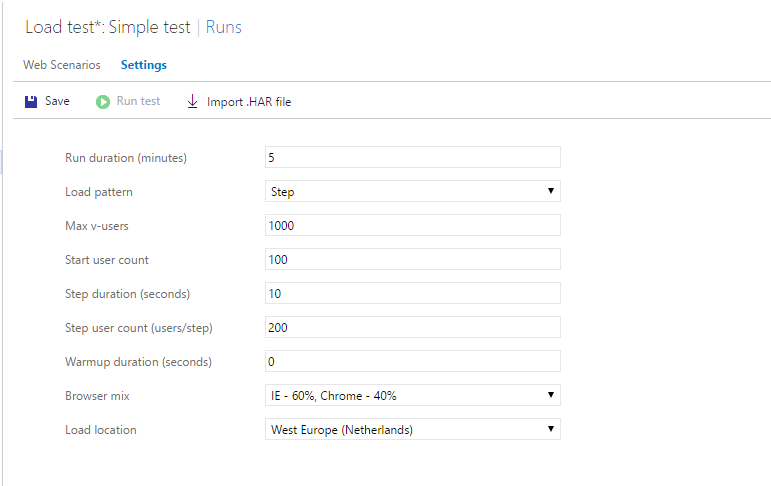 Load test*: Simple test | Runs
Web Scenarios Settings
Save Run test Import .HAR file
Run duration (minutes) 5
Load pattern Step
Max v-users 1000
Start user count 100
Step duration (seconds) 10
Step user count (users/step) 200
Warmup duration (seconds) 0
Browser mix IE - 60%, Chrome - 40%
Load location West Europe (Netherlands)